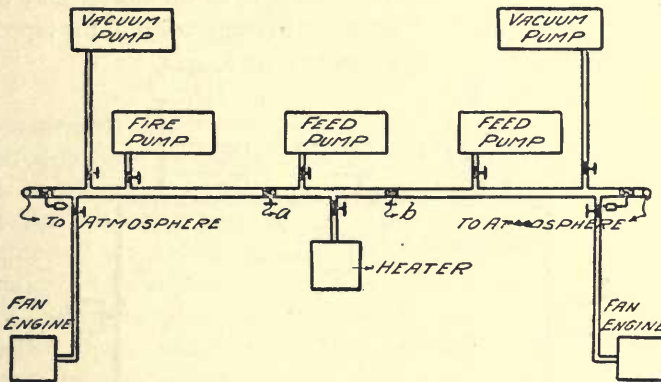 VACUUM
PUMP
VACUUM
PUMP
FIRE
PUMP
FEED
PUMP
FEED
PUMP
a
b
TO ATMOSPHERE
TO ATMOSPHERE
HEATER
FAN
ENGINE
FAN
ENGINE